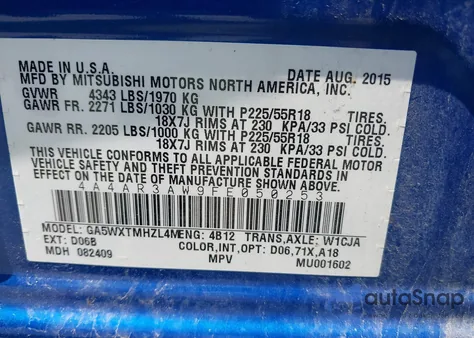 MADE IN U.S.A. DATE AUG. 2015
MFD BY MITSUBISHI MOTORS NORTH AMERICA, INC.
GVWR 4343 LBS/1970 KG
GAWR FR. 2271 LBS/1030 KG WITH P225/55R18 TIRES,
18X7J RIMS AT 230 KPA/33 PSI COLD.
GAWR RR. 2205 LBS/1000 KG WITH P225/55R18 TIRES,
18X7J RIMS AT 230 KPA/33 PSI COLD.
THIS VEHICLE CONFORMS TO ALL APPLICABLE FEDERAL MOTOR
VEHICLE SAFETY AND THEFT PREVENTION STANDARDS IN
EFFECT ON THE DATE OF MANUFACTURE SHOWN ABOVE.
4A4AR3AW9FE050253
MODEL: GA5WXTMHZL4M ENG: 4B12 TRANS,AXLE: W1CJA
EXT: D06B COLOR,INT,OPT: D06,71X,A18
MDH 082409 MPV MU001602
autosnap